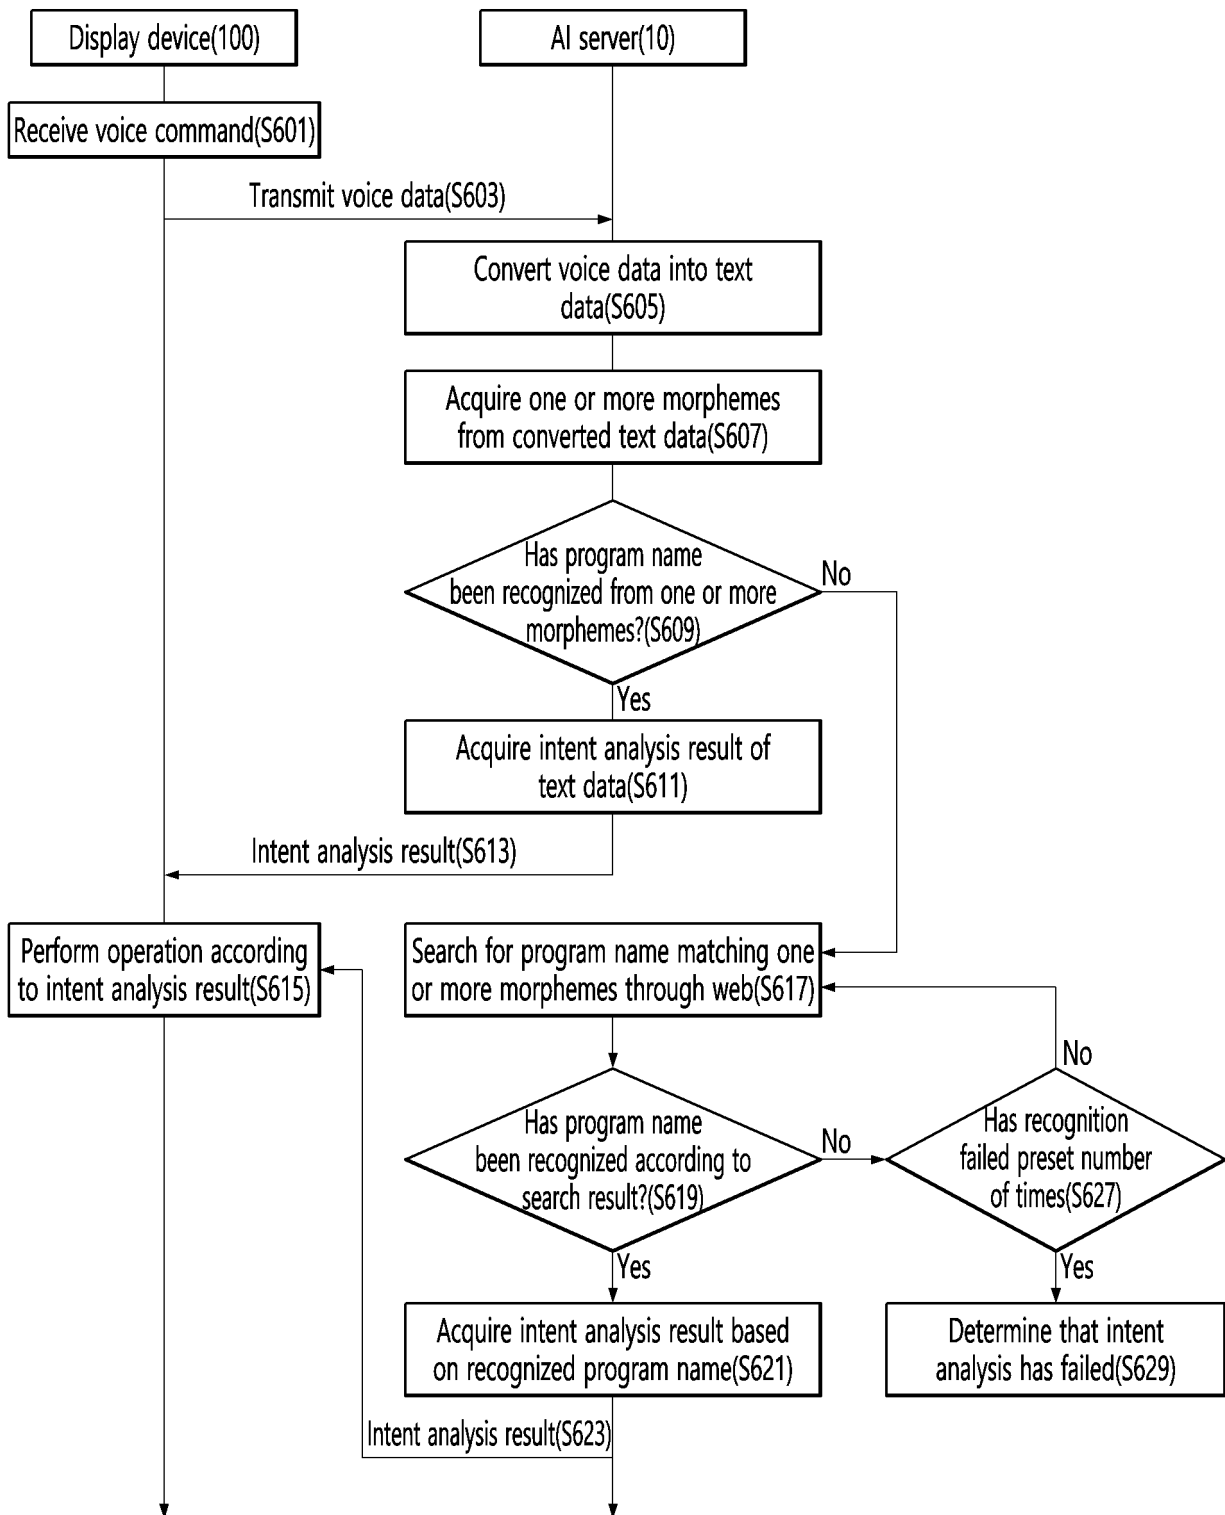 Display device(100)
AI server(10)
Receive voice command(S601)
Transmit voice data(S603)
Convert voice data into text
data(S605)
Acquire one or more morphemes
from converted text data(S607)
Has program name
been recognized from one or more
morphemes?(S609)
No
Yes
Acquire intent analysis result of
text data(S611)
Intent analysis result(S613)
Perform operation according
to intent analysis result(S615)
Search for program name matching one
or more morphemes through web(S617)
No
Has program name
been recognized according to
search result?(S619)
No
Has recognition
failed preset number
of times(S627)
Yes
Yes
Acquire intent analysis result based
on recognized program name(S621)
Determine that intent
analysis has failed(S629)
Intent analysis result(S623)